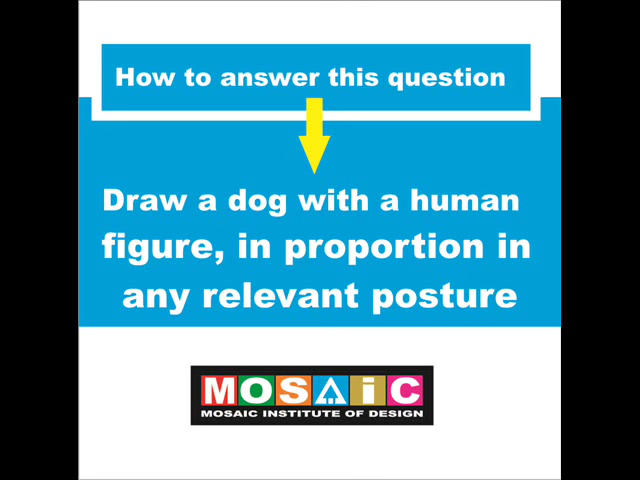 How to answer this question
Draw a dog with a human
figure, in proportion in
any relevant posture
MOSAiC
MOSAIC INSTITUTE OF DESIGN